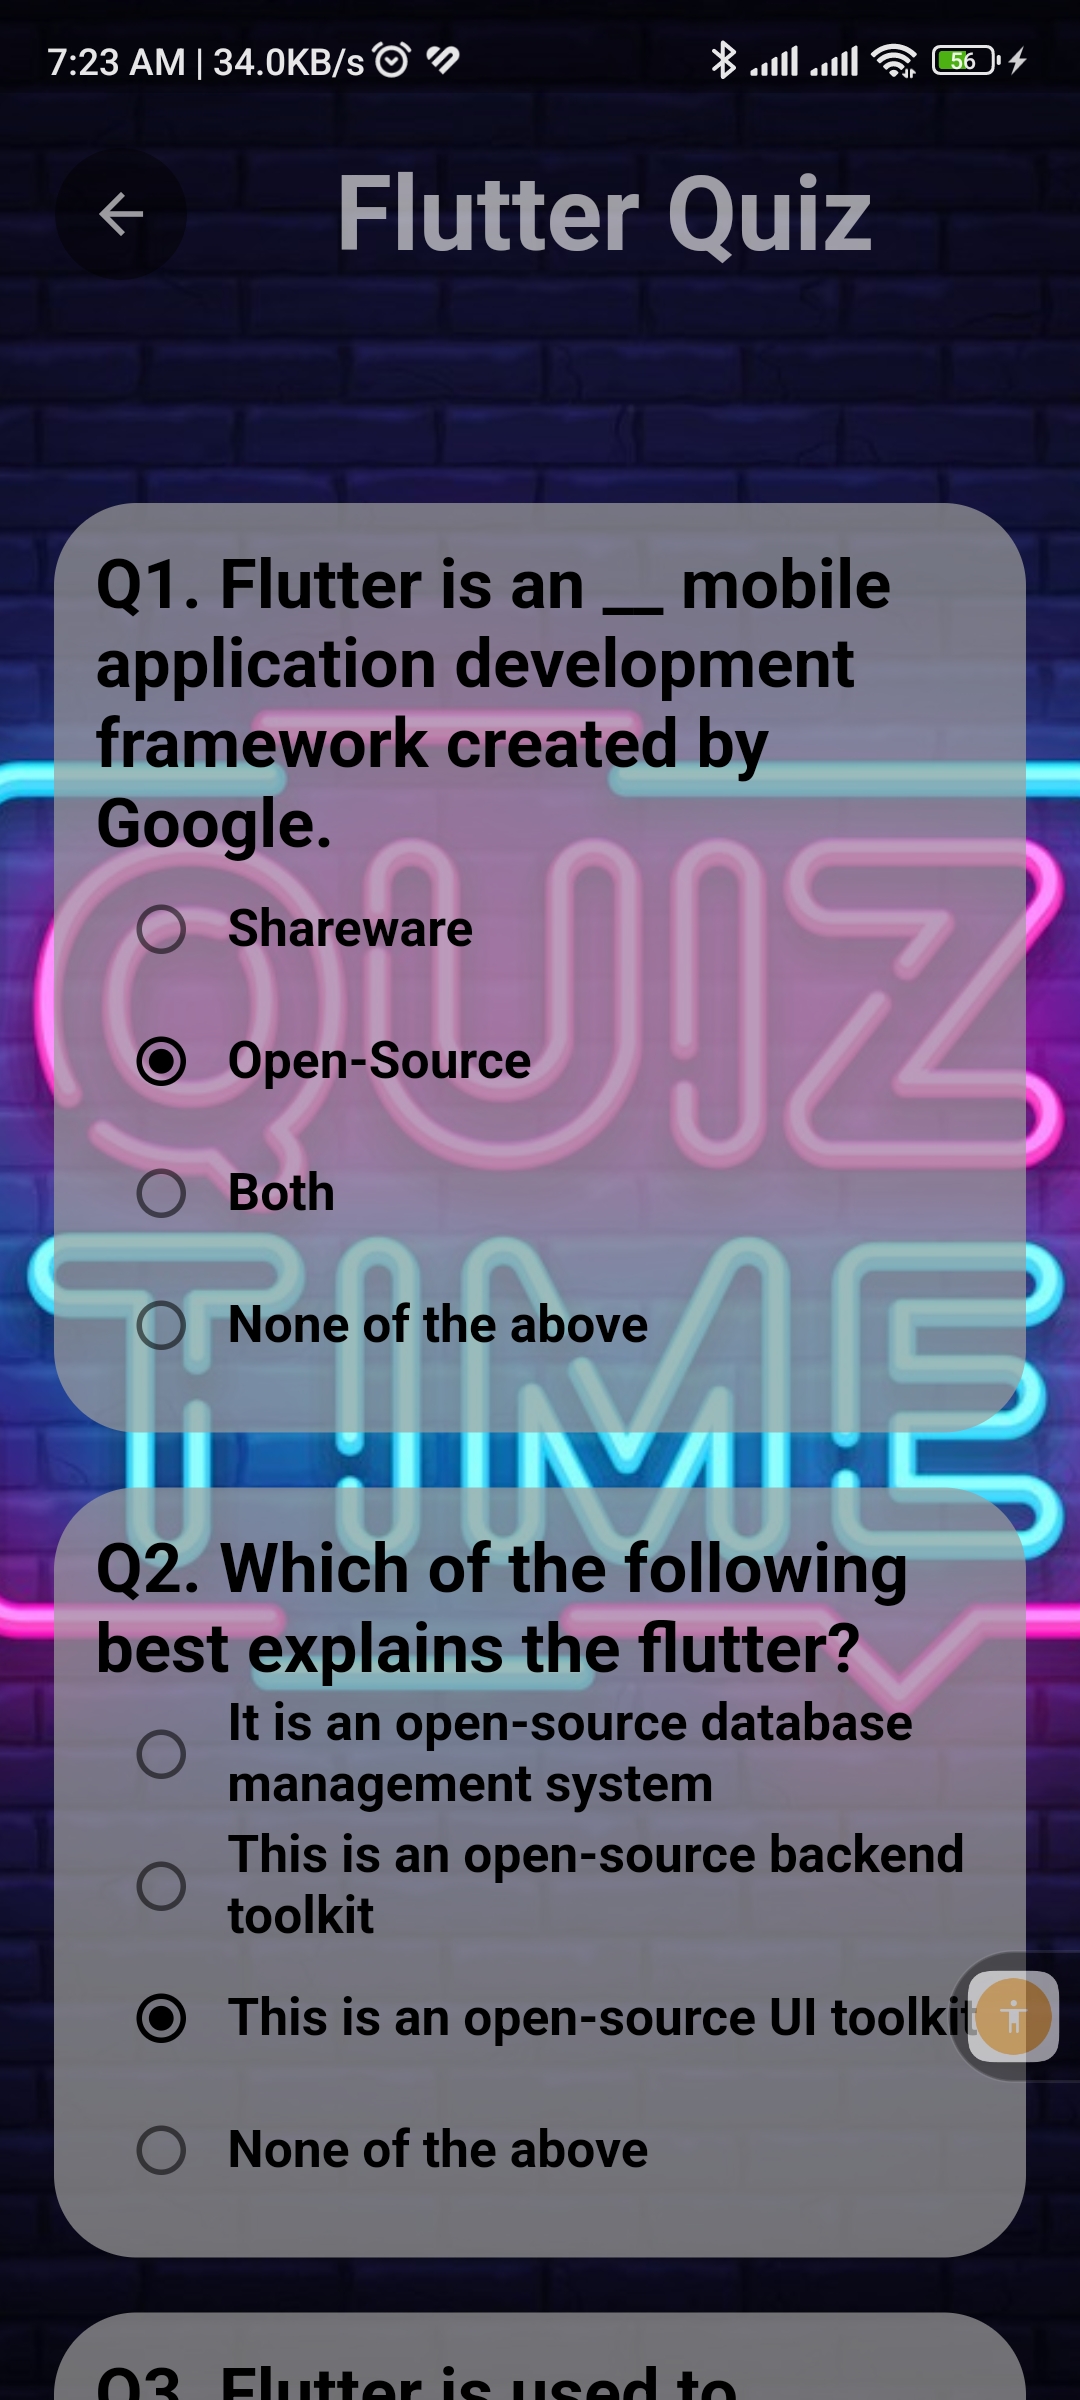 7:23 AM | 34.0KB/s
56
Flutter Quiz
Q1. Flutter is an __ mobile
application development
framework created by
Google.
Shareware
Open-Source
Both
None of the above
QUIZ
TIME
Q2. Which of the following
best explains the flutter?
It is an open-source database
management system
This is an open-source backend
toolkit
This is an open-source UI toolkit
None of the above
Q3. Flutter is used to